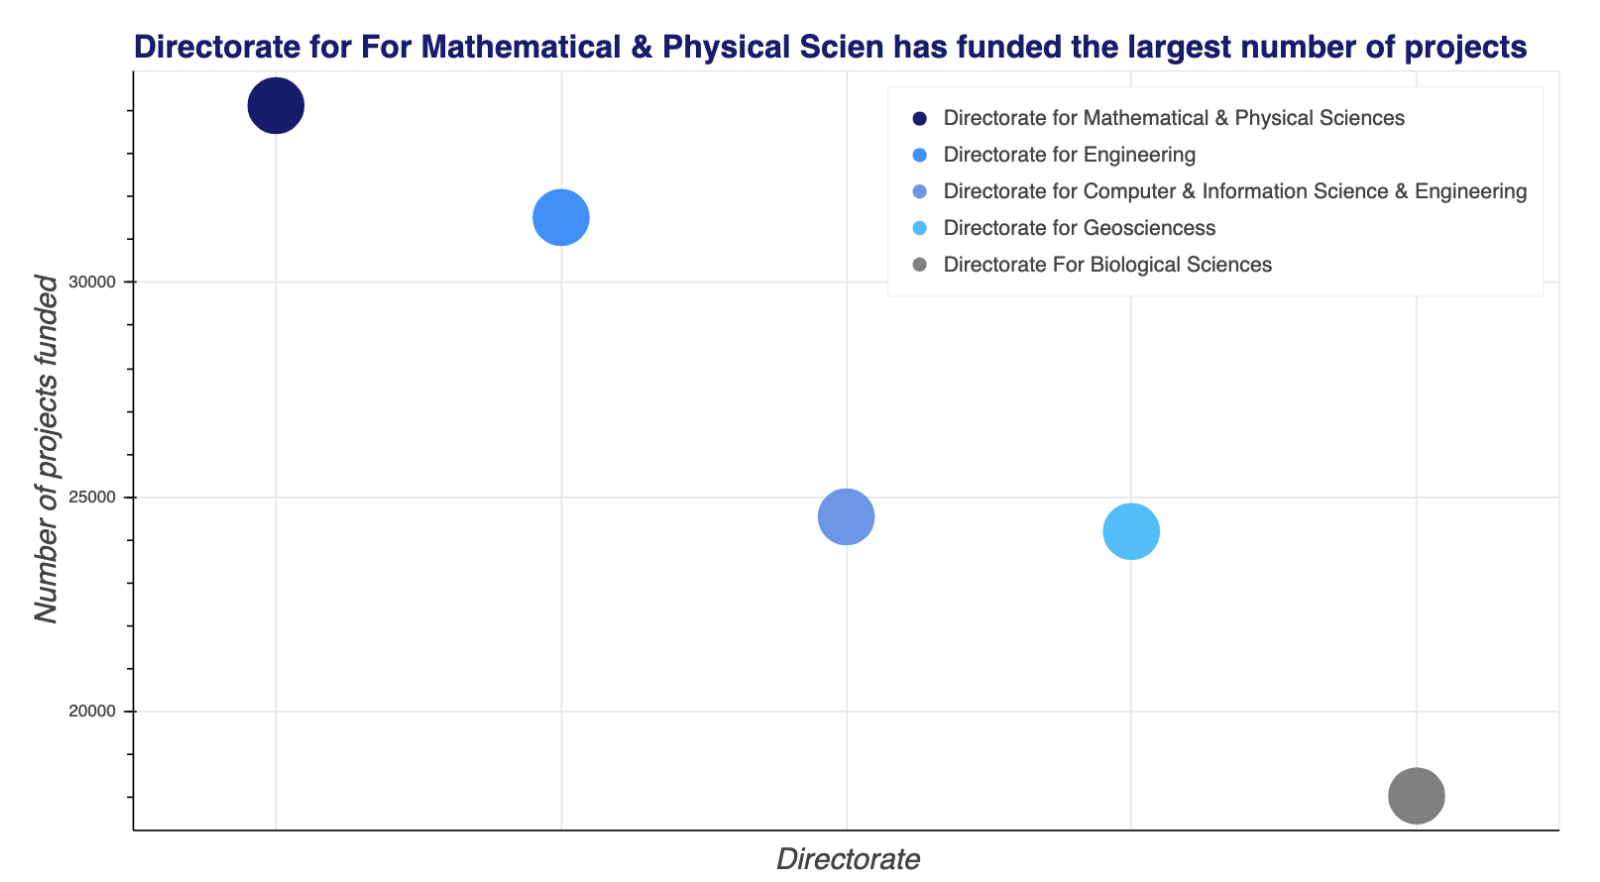 Directorate for For Mathematical & Physical Scien has funded the largest number of projects
Directorate for Mathematical & Physical Sciences
Directorate for Engineering
Directorate for Computer & Information Science & Engineering
Directorate for Geosciencess
Directorate For Biological Sciences
Number of projects funded
30000
25000
20000
Directorate